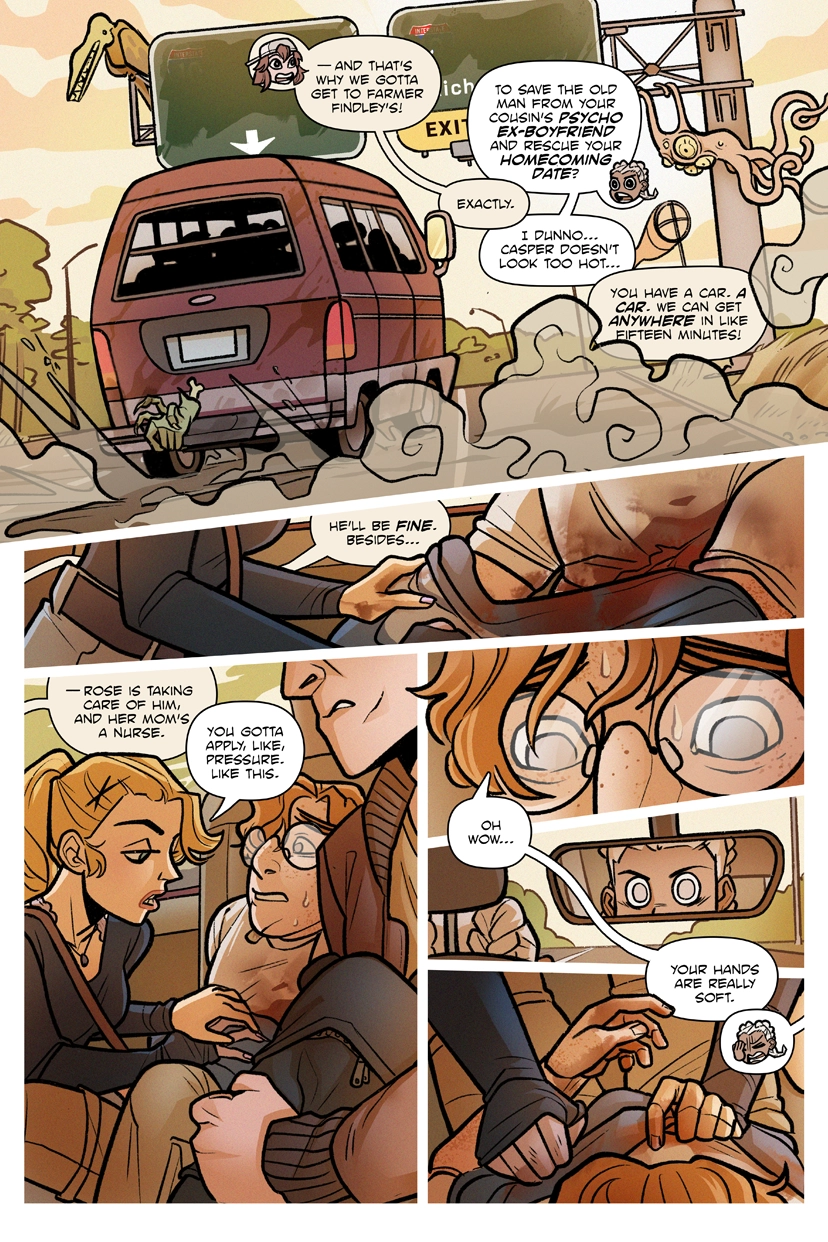 — AND THAT'S
WHY WE GOTTA
GET TO FARMER
FINDLEY'S!
TO SAVE THE OLD
MAN FROM YOUR
COUSIN'S PSYCHO
EX-BOYFRIEND
AND RESCUE YOUR
HOMECOMING
DATE?
EXIT
EXACTLY.
I DUNNO...
CASPER DOESN'T
LOOK TOO HOT...
YOU HAVE A CAR. A
CAR. WE CAN GET
ANYWHERE IN LIKE
FIFTEEN MINUTES!
HE'LL BE FINE.
BESIDES...
— ROSE IS TAKING
CARE OF HIM,
AND HER MOM'S
A NURSE.
YOU GOTTA
APPLY, LIKE,
PRESSURE.
LIKE THIS.
OH
WOW...
YOUR HANDS
ARE REALLY
SOFT.